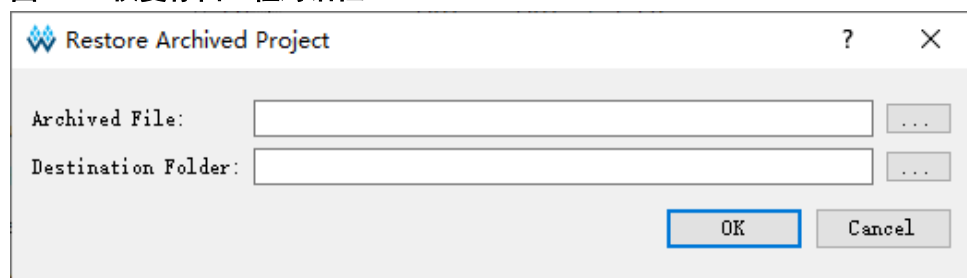 Restore Archived Project ? ×
Archived File: ...
Destination Folder: ...
OK Cancel